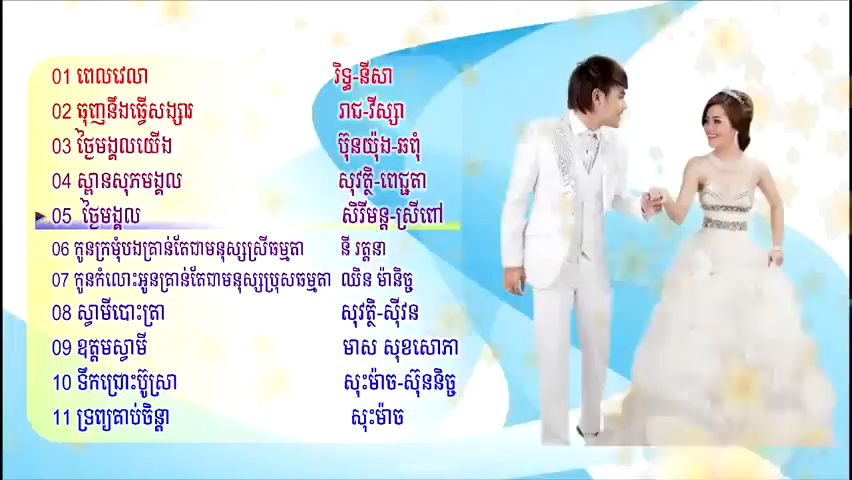 01 ពេលវេលា រិទ្ធ-នីសា
02 ធុញនឹងធ្វើសង្សារ រាជ-វីស្សា
03 ថ្ងៃមង្គលយើង ប៊ុនយ៉ុង-ឆពុំ
04 ស្ពានសុភមង្គល សុវត្ថិ-ពេជ្ជតា
05 ថ្ងៃមង្គល សិរីមន្ត-ស្រីពៅ
06 កូនក្រមុំបងគ្រាន់តែជាមនុស្សស្រីធម្មតា នី រត្តនា
07 កូនកំលោះអូនគ្រាន់តែជាមនុស្សប្រុសធម្មតា ឈិន ម៉ានិច្ច
08 ស្វាមីបោះត្រា សុវត្ថិ-ស៊ីវន
09 ឧត្តមស្វាមី មាស សុខសោភា
10 ទឹកជ្រោះប៊ូស្រា សុះម៉ាច-ស៊ុននិច្ច
11 ទ្រព្យគាប់ចិន្តា សុះម៉ាច